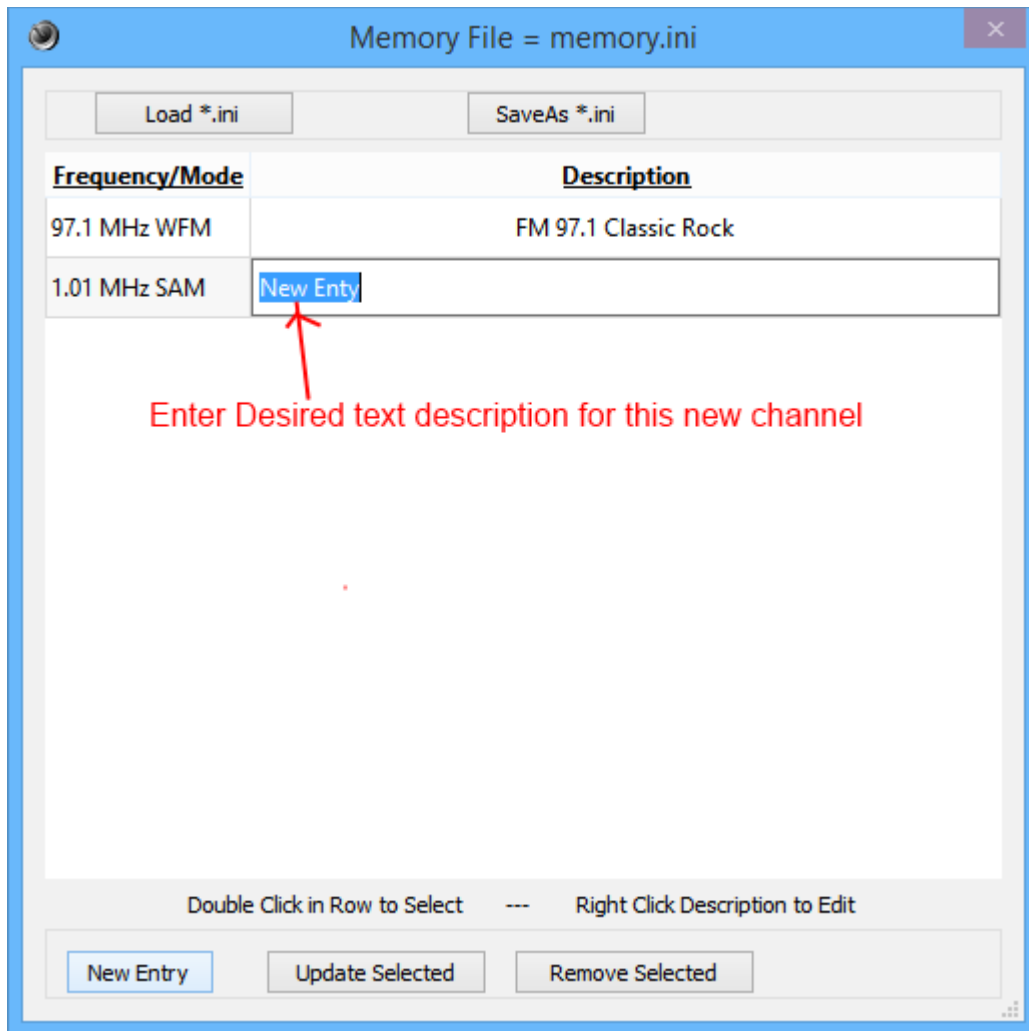 Memory File = memory.ini
Load *.ini SaveAs *.ini
Frequency/Mode Description
97.1 MHz WFM FM 97.1 Classic Rock
1.01 MHz SAM New Enty
Enter Desired text description for this new channel
Double Click in Row to Select --- Right Click Description to Edit
New Entry Update Selected Remove Selected